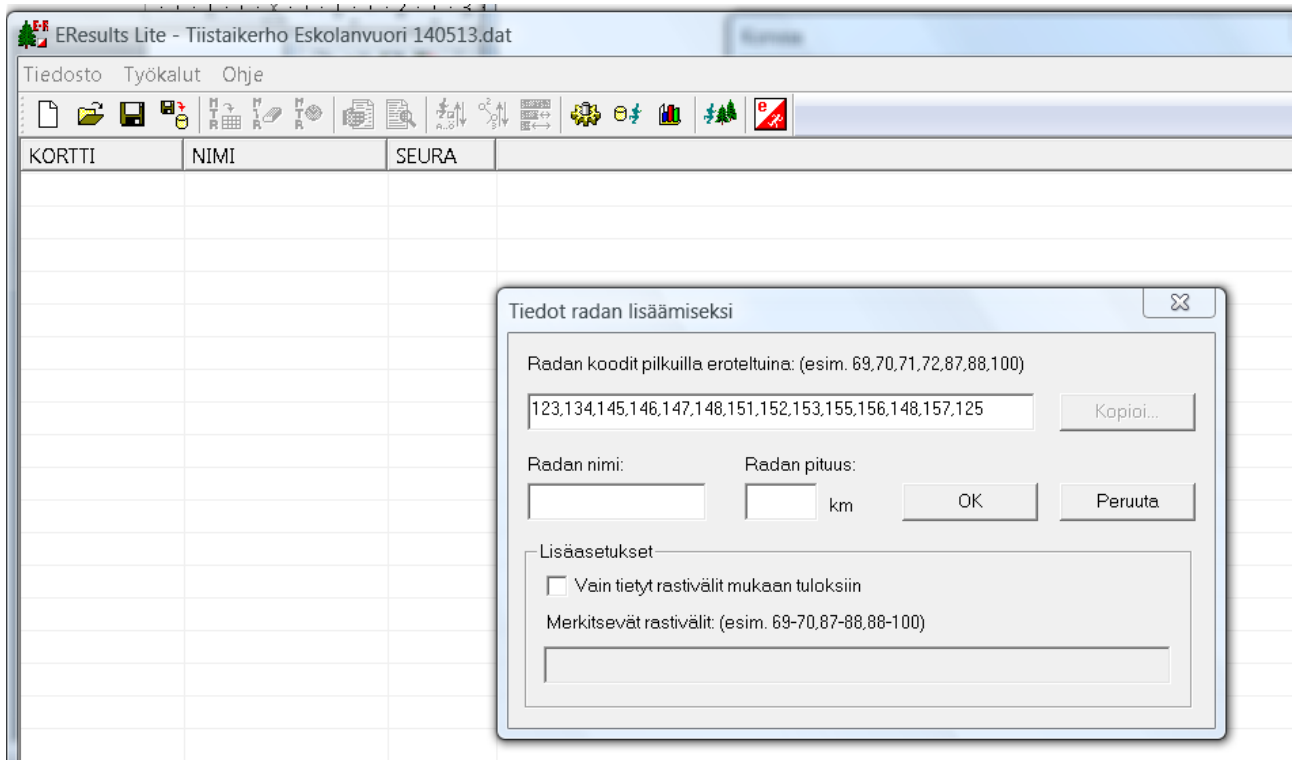 EResults Lite - Tiistaikerho Eskolanvuori 140513.dat
Tiedosto Työkalut Ohje
KORTTI NIMI SEURA
Tiedot radan lisäämiseksi
Radan koodit pilkuilla eroteltuina: (esim. 69,70,71,72,87,88,100)
123,134,145,146,147,148,151,152,153,155,156,148,157,125 Kopioi...
Radan nimi: Radan pituus:
km OK Peruuta
Lisäasetukset
Vain tietyt rastivälit mukaan tuloksiin
Merkitsevät rastivälit: (esim. 69-70,87-88,88-100)